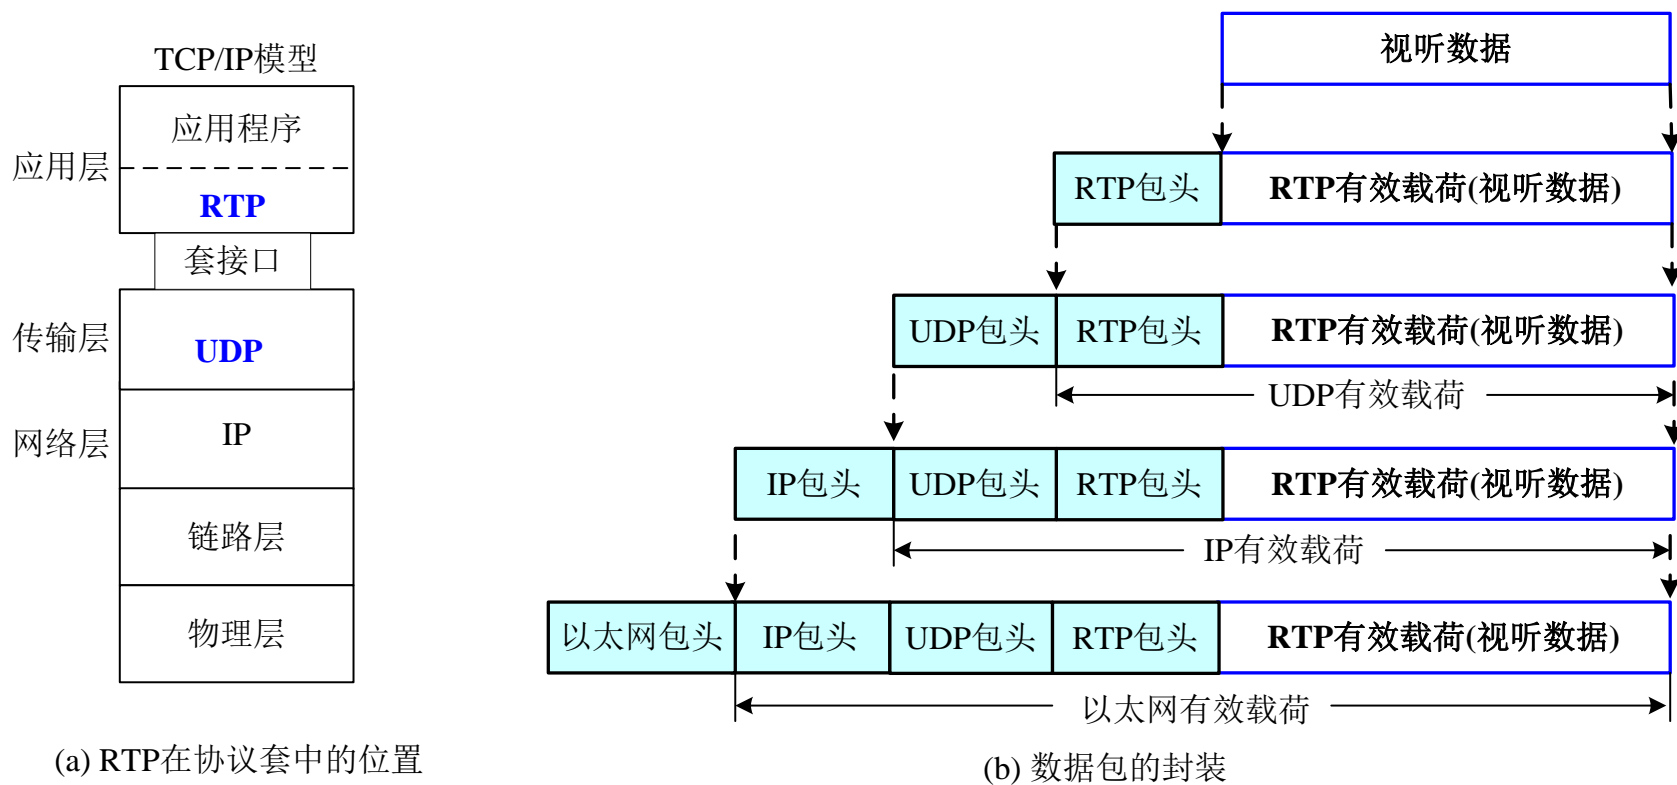 TCP/IP模型
应用程序
应用层
RTP
套接口
传输层
UDP
网络层
IP
链路层
物理层
(a) RTP在协议套中的位置
视听数据
RTP包头 RTP有效载荷(视听数据)
UDP包头 RTP包头 RTP有效载荷(视听数据)
UDP有效载荷
IP包头 UDP包头 RTP包头 RTP有效载荷(视听数据)
IP有效载荷
以太网包头 IP包头 UDP包头 RTP包头 RTP有效载荷(视听数据)
以太网有效载荷
(b) 数据包的封装